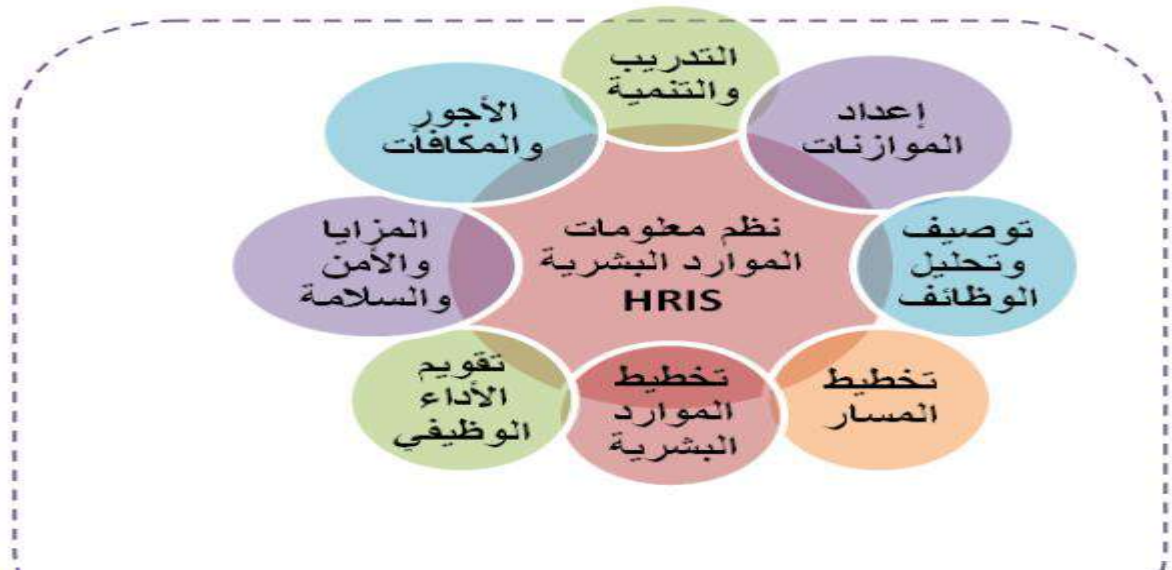 التدريب
والتنمية
إعداد
الموازنات
توصيف
وتحليل
الوظائف
تخطيط
المسار
تخطيط
الموارد
البشرية
تقويم
الأداء
الوظيفي
المزايا
والأمن
والسلامة
الأجور
والمكافأت
نظم معلومات
الموارد البشرية
HRIS